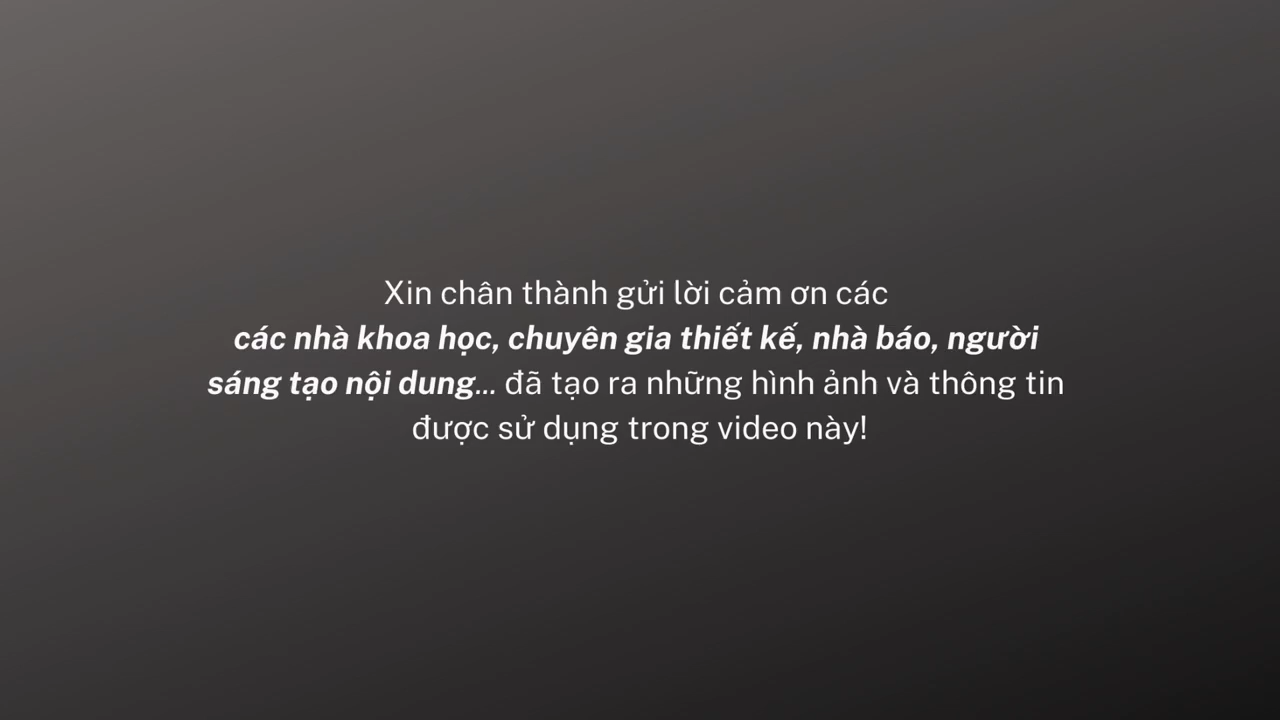 Xin chân thành gửi lời cảm ơn các
các nhà khoa học, chuyên gia thiết kế, nhà báo, người
sáng tạo nội dung... đã tạo ra những hình ảnh và thông tin
được sử dụng trong video này!